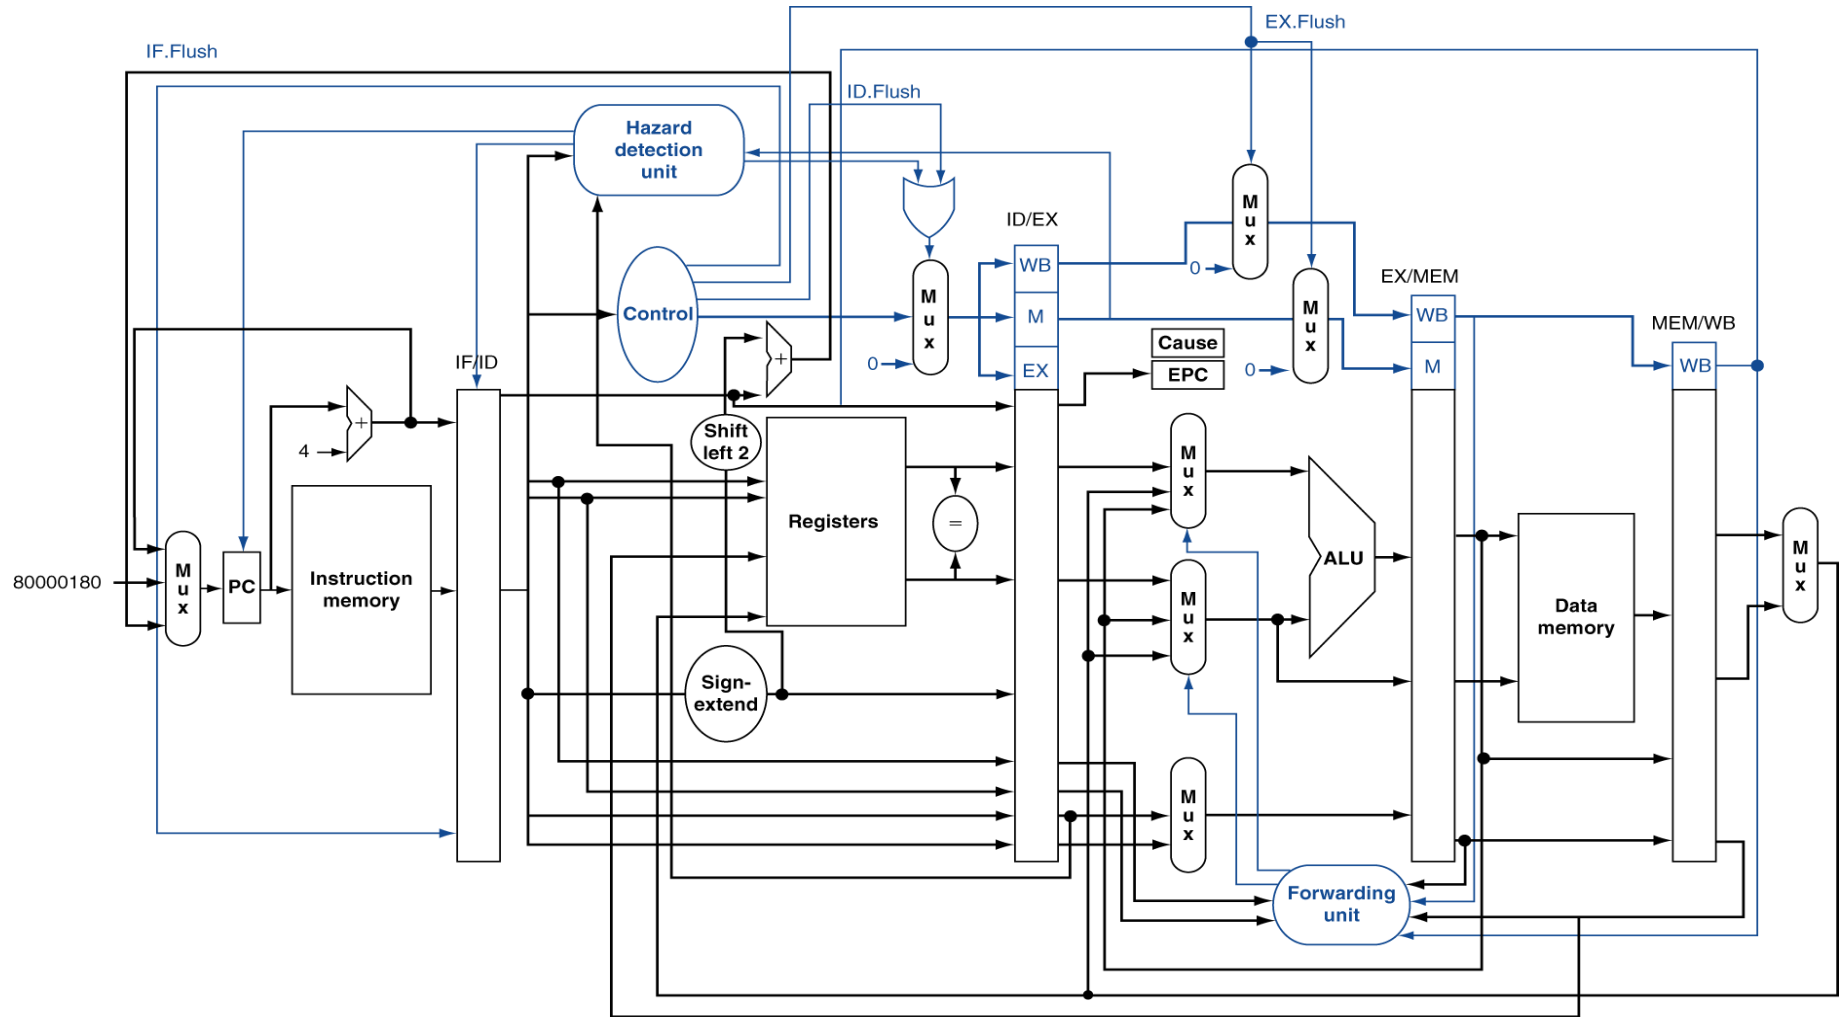 EX.Flush
IF.Flush
ID.Flush
Hazard
detection
unit
M
u
x
ID/EX
WB
0
EX/MEM
Control
M
u
x
M
M
u
x
WB
MEM/WB
Cause
IF/ID
0
EX
EPC
0
M
WB
+
+
4
Shift
left 2
M
u
x
Registers
=
M
u
x
80000180
M
u
x
PC
Instruction
memory
ALU
M
u
x
Data
memory
Sign-
extend
M
u
x
Forwarding
unit